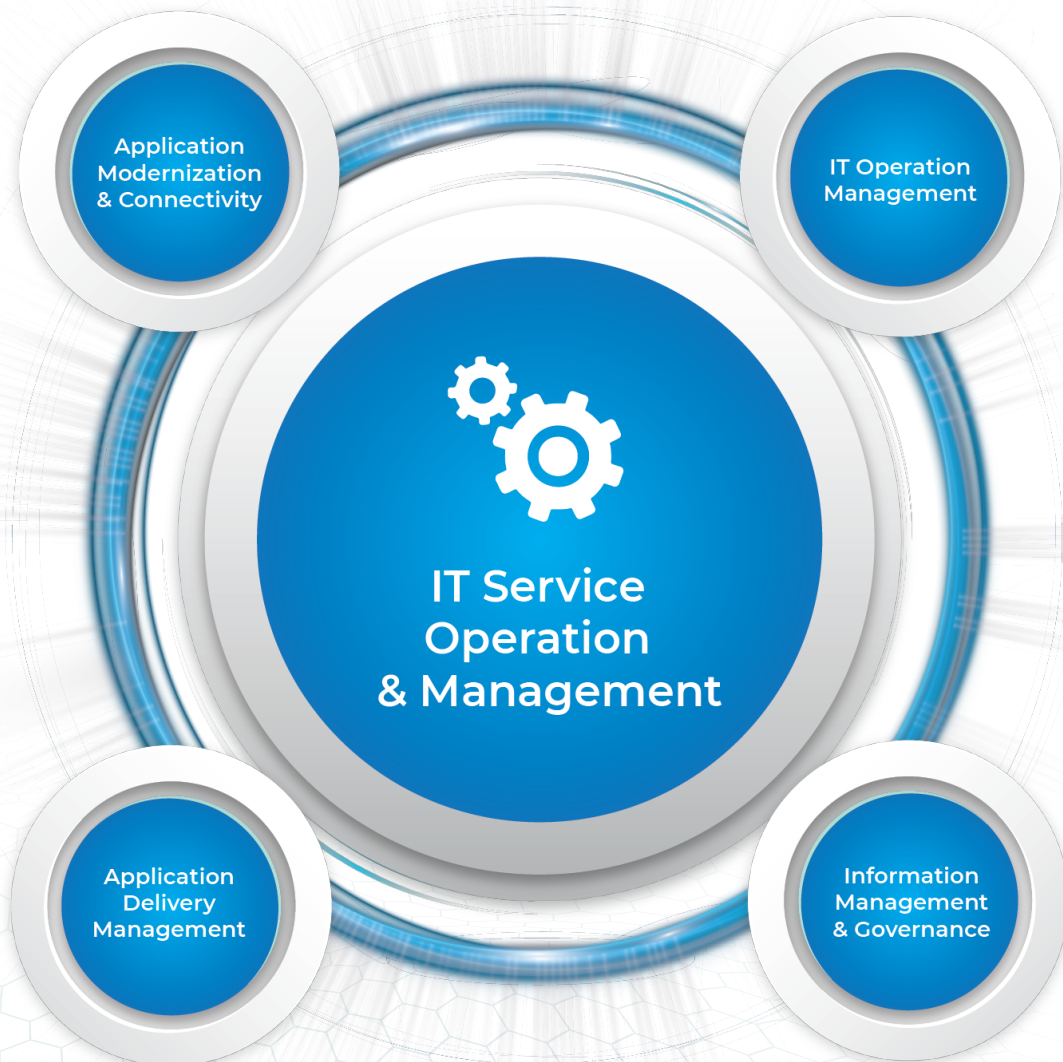 Application
Modernization
& Connectivity
IT Operation
Management
IT Service
Operation
& Management
Application
Delivery
Management
Information
Management
& Governance